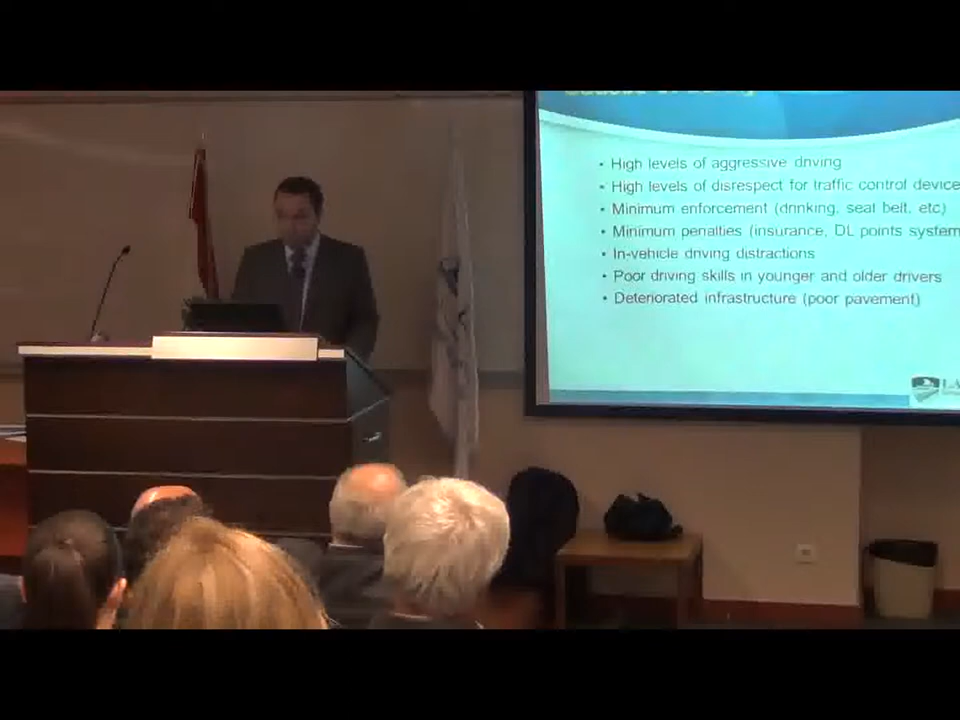 • High levels of aggressive driving
• High levels of disrespect for traffic control device
• Minimum enforcement (drinking, seat belt, etc)
• Minimum penalties (insurance, DL points system
• In-vehicle driving distractions
• Poor driving skills in younger and older drivers
• Deteriorated infrastructure (poor pavement)